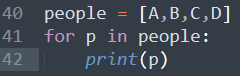 40 people = [A,B,C,D]
41 for p in people:
42     print(p)